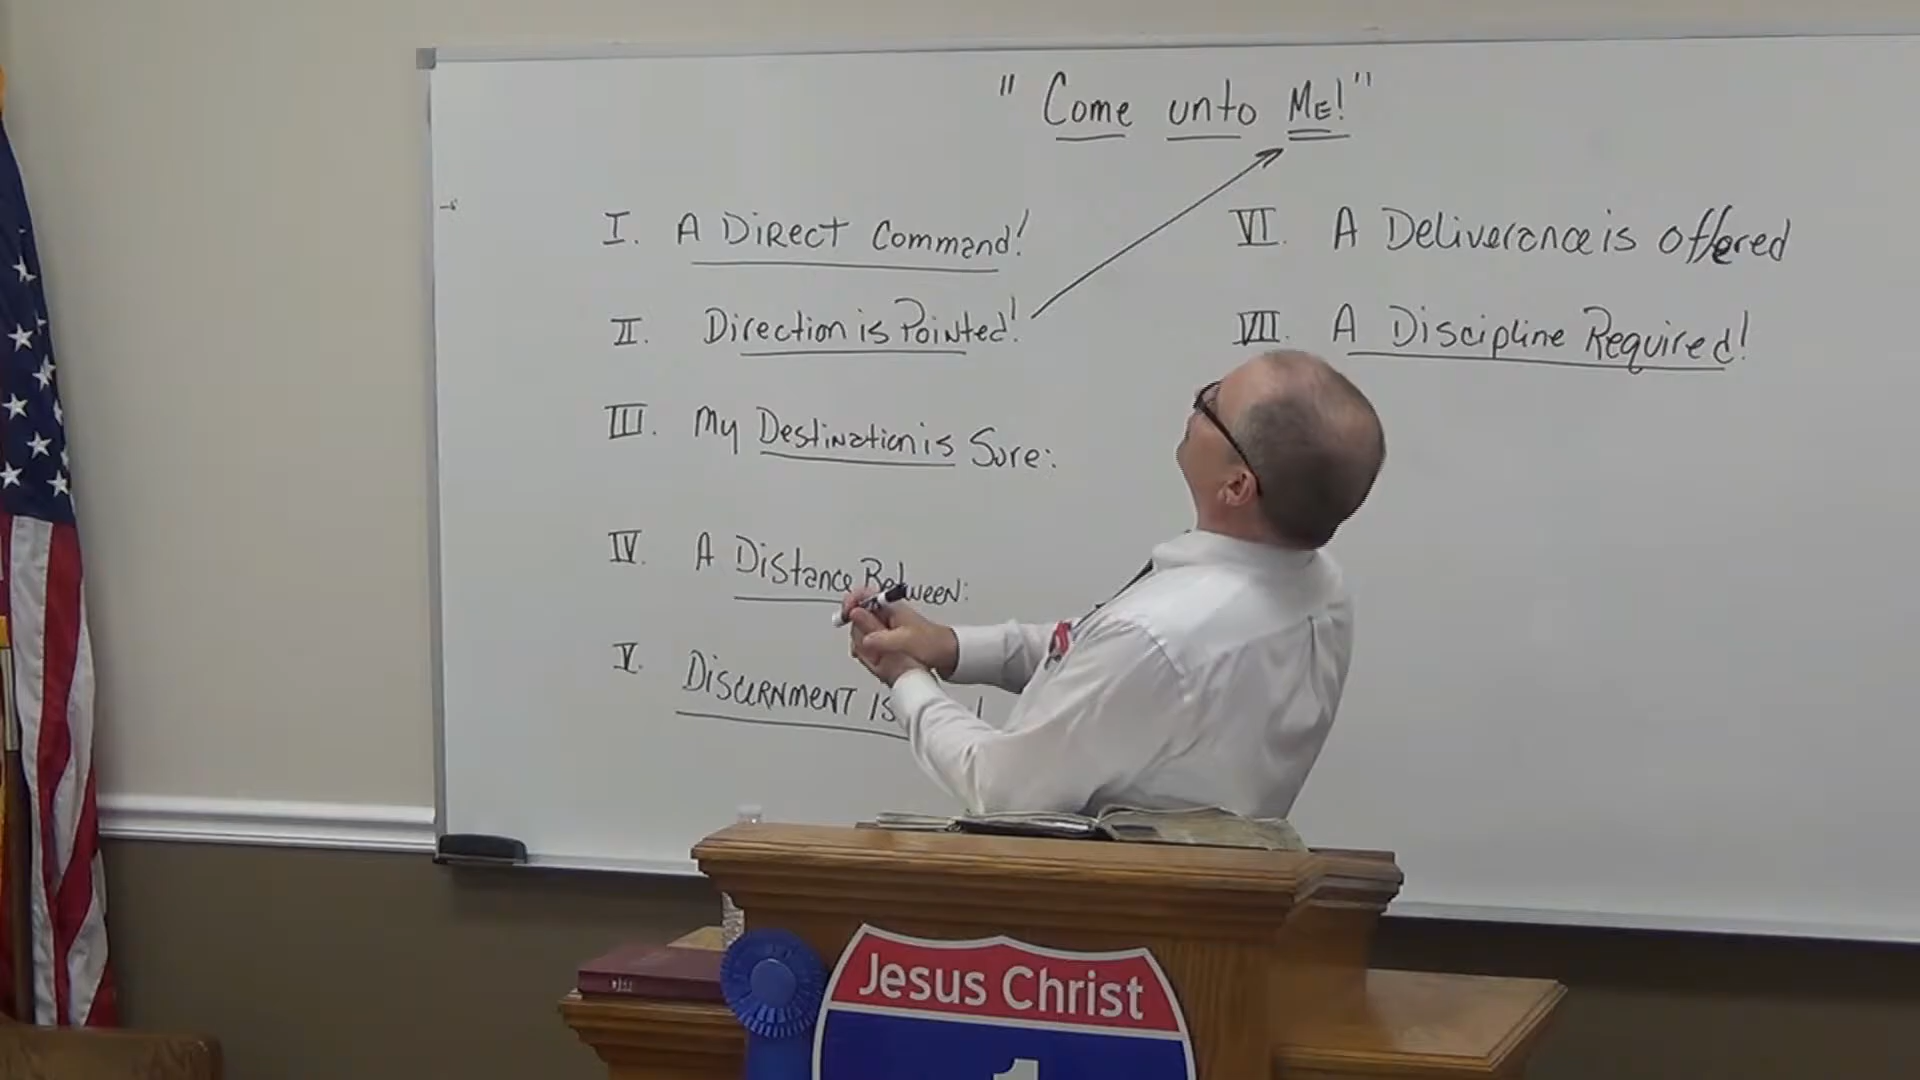 " Come unto ME! "
I. A Direct Command!
II. Direction is Pointed!
III. My Destination is Sure:
IV. A Distance Between:
V. Discernment is
VI. A Deliverance is offered
VII. A Discipline Required!
Jesus Christ
1